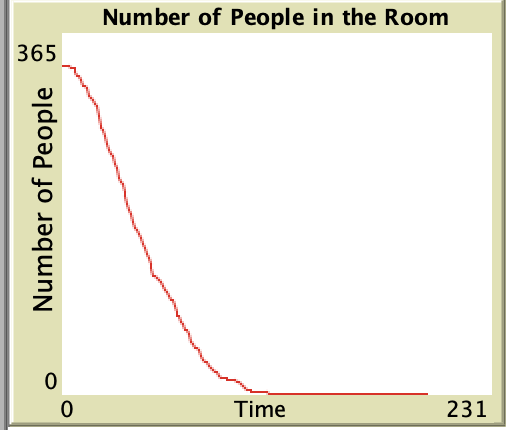 Number of People in the Room
365
Number of People
0
0 Time 231